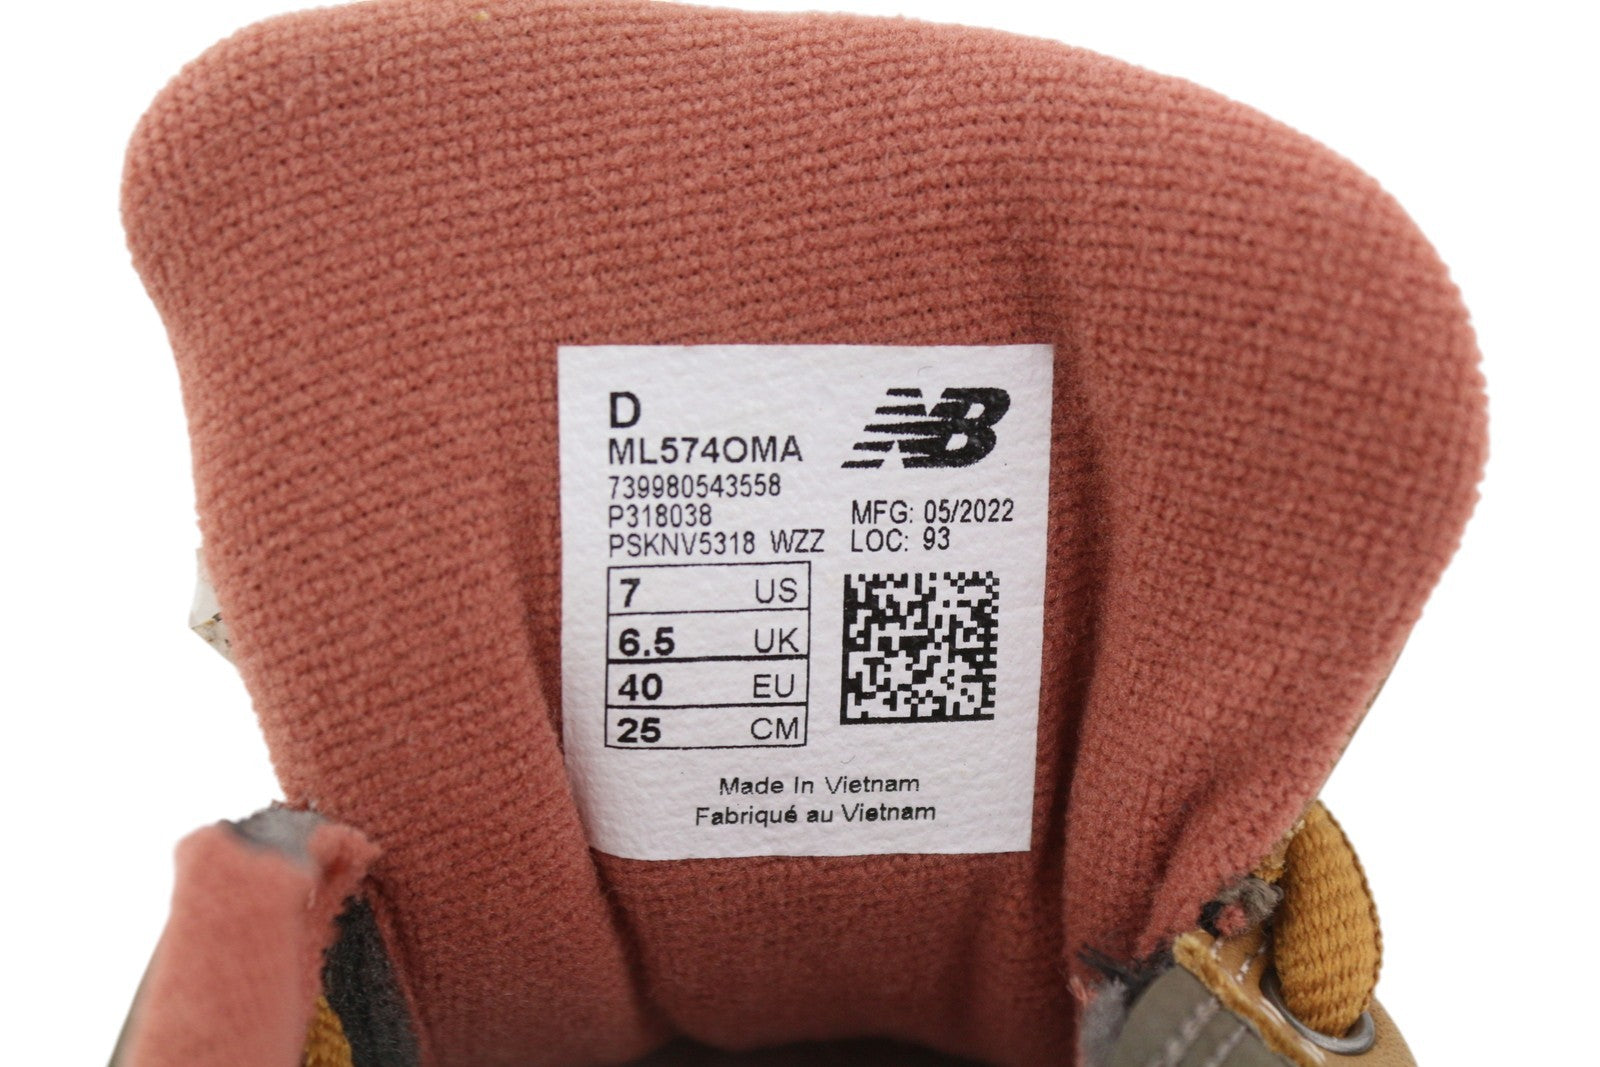 D
ML574OMA
739980543558
P318038
PSKNV5318 WZZ
NB
MFG: 05/2022
LOC: 93
7 US
6.5 UK
40 EU
25 CM
Made In Vietnam
Fabriqué au Vietnam